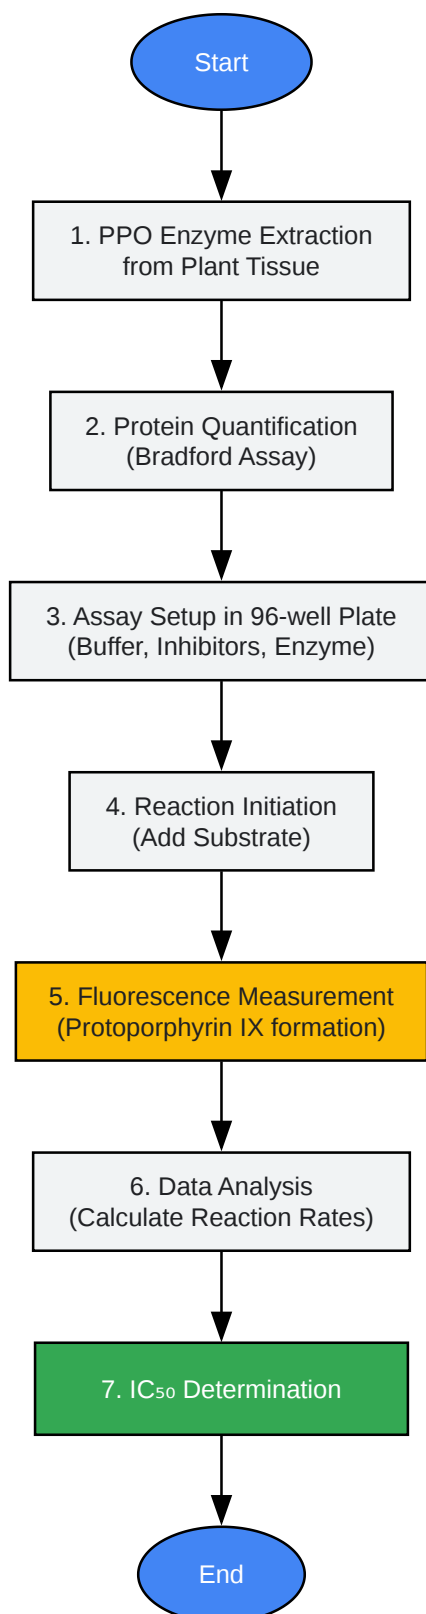 Start
1. PPO Enzyme Extraction
from Plant Tissue
2. Protein Quantification
(Bradford Assay)
3. Assay Setup in 96-well Plate
(Buffer, Inhibitors, Enzyme)
4. Reaction Initiation
(Add Substrate)
5. Fluorescence Measurement
(Protoporphyrin IX formation)
6. Data Analysis
(Calculate Reaction Rates)
7. IC₅₀ Determination
End